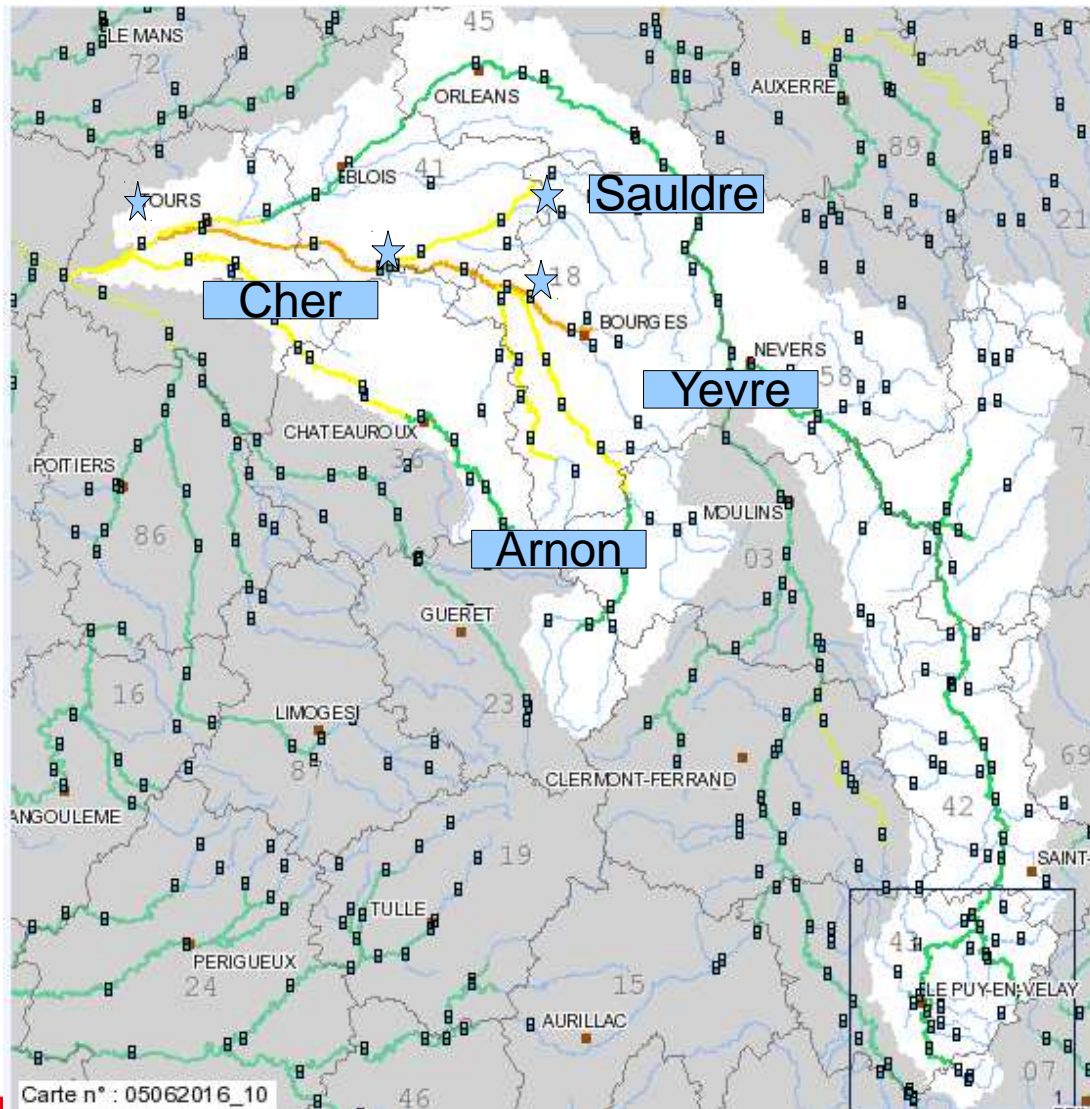 45
LE MANS
72
AUXERRE
ORLEANS
89
41
BLOIS
Sauldre
TOURS
21
18
Cher
BOURGES
NEVERS
Yevre
58
CHATEAUROUX
36
POITIERS
MOULINS
86
Arnon
03
GUERET
16
23
LIMOGES
69
87
CLERMONT-FERRAND
42
ANGOULEME
19
SAINT-
TULLE
43
PERIGUEUX
24
15
LE PUY-EN-VELAY
AURILLAC
07
Carte n° : 05062016_10
46
1